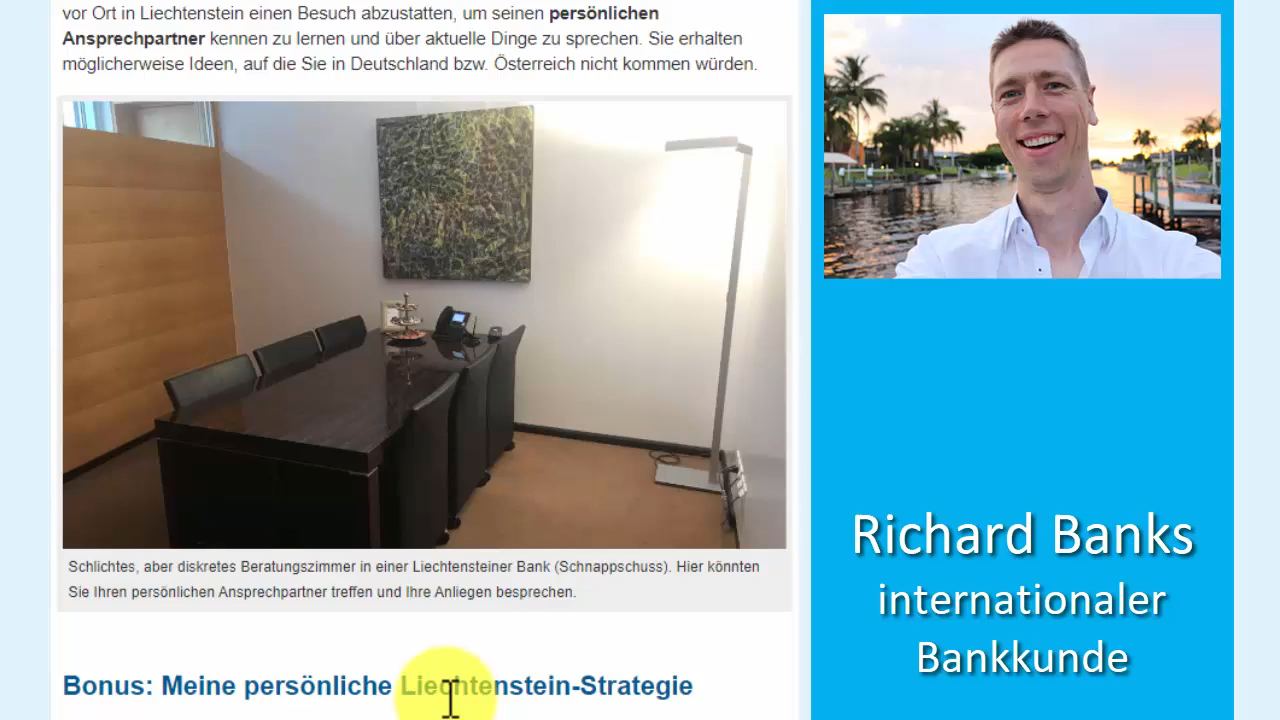 vor Ort in Liechtenstein einen Besuch abzustatten, um seinen persönlichen
Ansprechpartner kennen zu lernen und über aktuelle Dinge zu sprechen. Sie erhalten
möglicherweise Ideen, auf die Sie in Deutschland bzw. Österreich nicht kommen würden.
Schlichtes, aber diskretes Beratungszimmer in einer Liechtensteiner Bank (Schnappschuss). Hier könnten
Sie Ihren persönlichen Ansprechpartner treffen und Ihre Anliegen besprechen.
Bonus: Meine persönliche Liechtenstein-Strategie
Richard Banks
internationaler
Bankkunde